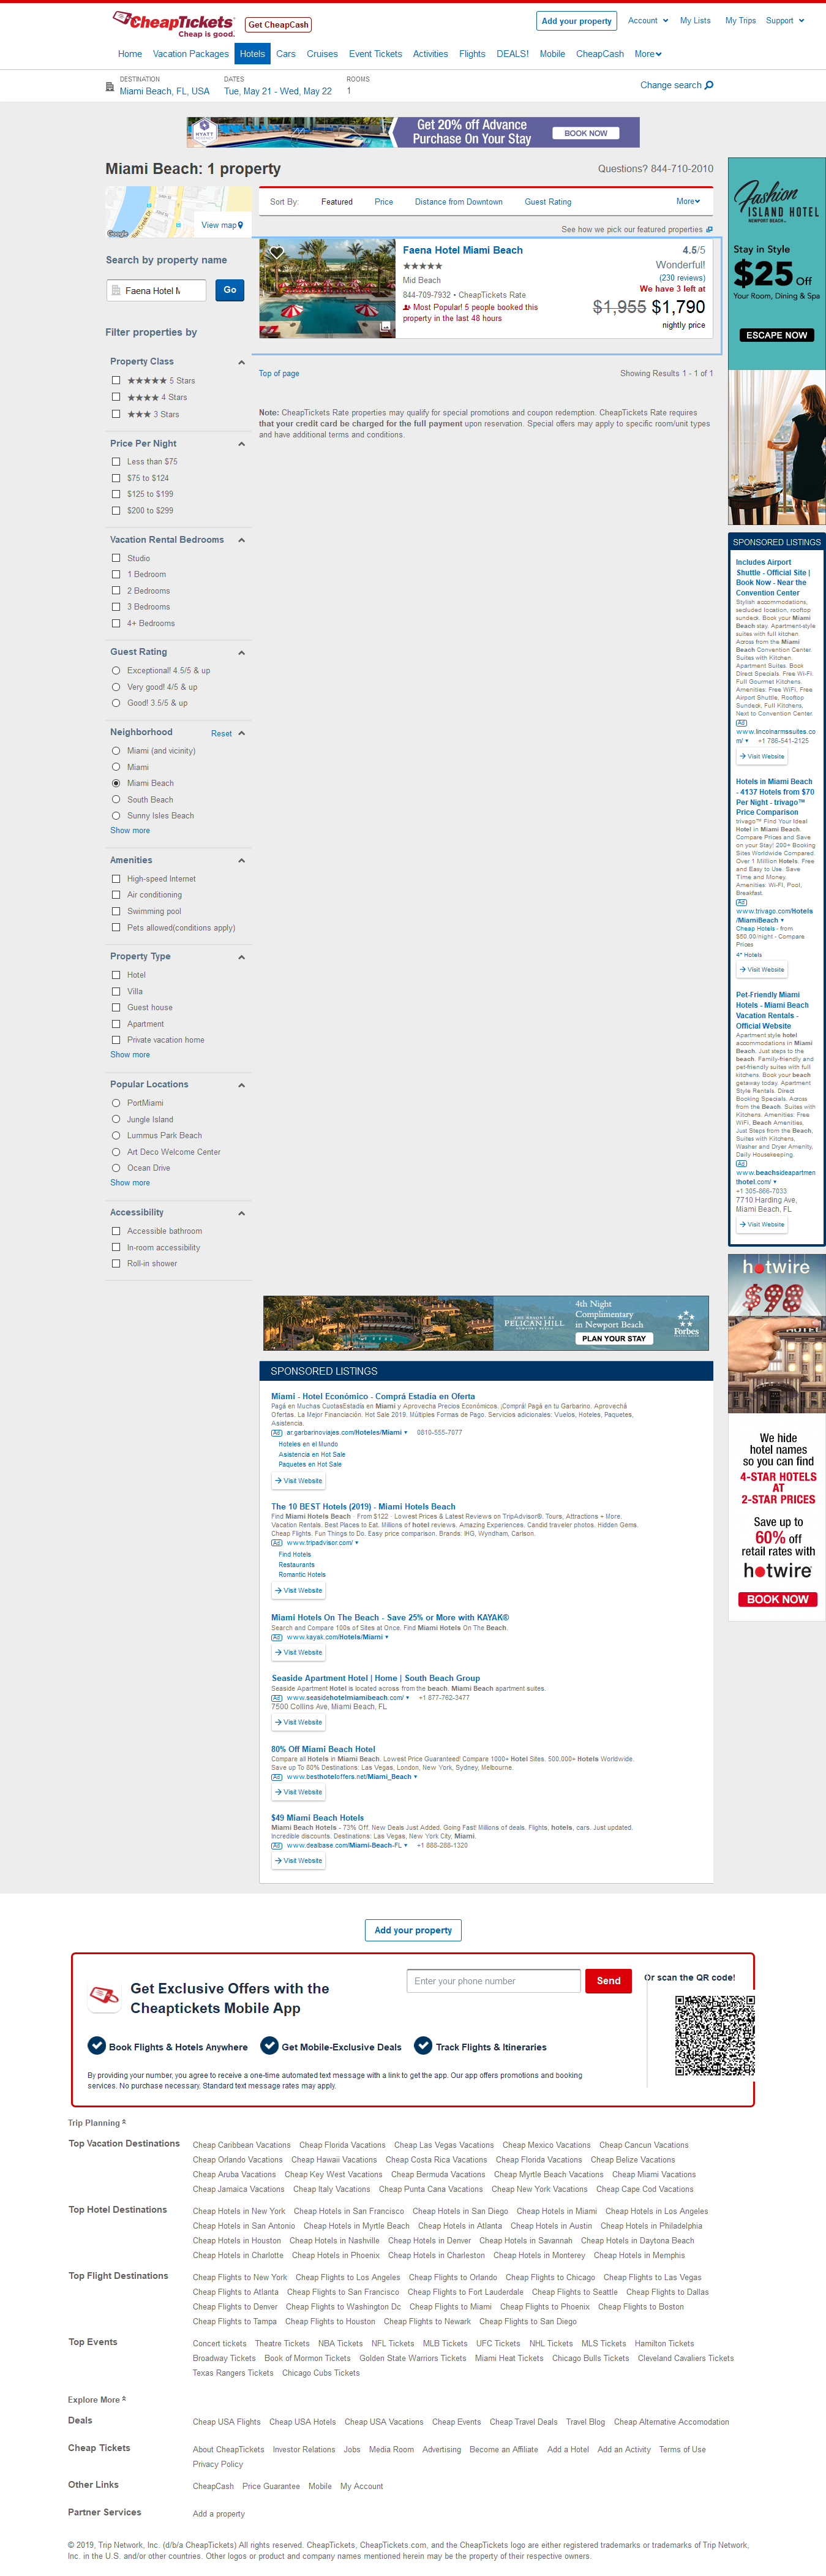 CheapTickets
Cheap is good.
Get CheapCash
Add your property
Account
My Lists
My Trips
Support
Home
Vacation Packages
Hotels
Cars
Cruises
Event Tickets
Activities
Flights
DEALS!
Mobile
CheapCash
More
DESTINATION
Miami Beach, FL, USA
DATES
Tue, May 21 - Wed, May 22
ROOMS
1
Change search
HYATT
Get 20% off Advance
Purchase On Your Stay
BOOK NOW
Miami Beach: 1 property
Questions? 844-710-2010
Google
View map
Search by property name
Faena Hotel M
Go
Filter properties by
Property Class
5 Stars
4 Stars
3 Stars
Price Per Night
Less than $75
$75 to $124
$125 to $199
$200 to $299
Vacation Rental Bedrooms
Studio
1 Bedroom
2 Bedrooms
3 Bedrooms
4+ Bedrooms
Guest Rating
Exceptional! 4.5/5 & up
Very good! 4/5 & up
Good! 3.5/5 & up
Neighborhood
Reset
Miami (and vicinity)
Miami
Miami Beach
South Beach
Sunny Isles Beach
Show more
Amenities
High-speed Internet
Air conditioning
Swimming pool
Pets allowed(conditions apply)
Property Type
Hotel
Villa
Guest house
Apartment
Private vacation home
Show more
Popular Locations
PortMiami
Jungle Island
Lummus Park Beach
Art Deco Welcome Center
Ocean Drive
Show more
Accessibility
Accessible bathroom
In-room accessibility
Roll-in shower
Sort By:
Featured
Price
Distance from Downtown
Guest Rating
More
See how we pick our featured properties
Faena Hotel Miami Beach
Mid Beach
844-709-7932 • CheapTickets Rate
Most Popular! 5 people booked this
property in the last 48 hours
4.5/5
Wonderful!
(230 reviews)
We have 3 left at
$1,955 $1,790
nightly price
Top of page
Showing Results 1 - 1 of 1
Note: CheapTickets Rate properties may qualify for special promotions and coupon redemption. CheapTickets Rate requires
that your credit card be charged for the full payment upon reservation. Special offers may apply to specific room/unit types
and have additional terms and conditions.
Fashion
ISLAND HOTEL
NEWPORT BEACH
Stay in Style
$25 Off
Your Room, Dining & Spa
ESCAPE NOW
SPONSORED LISTINGS
Includes Airport
Shuttle - Official Site |
Book Now - Near the
Convention Center
Stylish accommodations,
secluded location, rooftop
sundeck. Book your Miami
Beach stay. Apartment-style
suites with full kitchen.
Across from the Miami
Beach Convention Center.
Suites with Kitchen.
Apartment Suites. Book
Direct Specials. Free Wi-Fi.
Full Gourmet Kitchens.
Amenities: Free WiFi, Free
Airport Shuttle, Rooftop
Sundeck, Full Kitchens,
Next to Convention Center.
Ad
www.lincolnarmssuites.co
m/
+1 786-541-2125
Visit Website
Hotels in Miami Beach
- 4137 Hotels from $70
Per Night - trivago™
Price Comparison
trivago™ Find Your Ideal
Hotel in Miami Beach.
Compare Prices and Save
on your Stay! 200+ Booking
Sites Worldwide Compared.
Over 1 Million Hotels. Free
and Easy to Use. Save
Time and Money.
Amenities: Wi-Fi, Pool,
Breakfast.
Ad
www.trivago.com/Hotels
/MiamiBeach
Cheap Hotels - from
$50.00/night - Compare
Prices
4* Hotels
Visit Website
Pet-Friendly Miami
Hotels - Miami Beach
Vacation Rentals -
Official Website
Apartment style hotel
accommodations in Miami
Beach. Just steps to the
beach. Family-friendly and
pet-friendly suites with full
kitchens. Book your beach
getaway today. Apartment
Style Rentals. Direct
Booking Specials. Across
from the Beach. Suites with
Kitchens. Amenities: Free
WiFi, Beach Amenities,
Just Steps from the Beach,
Suites with Kitchens,
Washer and Dryer Amenity,
Daily Housekeeping.
Ad
www.beachsideapartmen
thotel.com/
+1 305-866-7033
7710 Harding Ave,
Miami Beach, FL
Visit Website
hotwire
$98
We hide
hotel names
so you can find
4-STAR HOTELS
AT
2-STAR PRICES
Save up to
60% off
retail rates with
hotwire
BOOK NOW
PELICAN HILL
4th Night
Complimentary
in Newport Beach
PLAN YOUR STAY
Forbes
SPONSORED LISTINGS
Miami - Hotel Económico - Comprá Estadía en Oferta
Pagá en Muchas CuotasEstadía en Miami y Aprovecha Precios Económicos. ¡Comprá! Pagá en tu Garbarino. Aprovechá
Ofertas. La Mejor Financiación. Hot Sale 2019. Múltiples Formas de Pago. Servicios adicionales: Vuelos, Hoteles, Paquetes,
Asistencia.
Ad ar.garbarinoviajes.com/Hoteles/Miami 0810-555-7077
Hoteles en el Mundo
Asistencia en Hot Sale
Paquetes en Hot Sale
Visit Website
The 10 BEST Hotels (2019) - Miami Hotels Beach
Find Miami Hotels Beach · From $122 · Lowest Prices & Latest Reviews on TripAdvisor®. Tours, Attractions + More.
Vacation Rentals. Best Places to Eat. Millions of hotel reviews. Amazing Experiences. Candid traveler photos. Hidden Gems.
Cheap Flights. Fun Things to Do. Easy price comparison. Brands: IHG, Wyndham, Carlson.
Ad www.tripadvisor.com/
Find Hotels
Restaurants
Romantic Hotels
Visit Website
Miami Hotels On The Beach - Save 25% or More with KAYAK®
Search and Compare 100s of Sites at Once. Find Miami Hotels On The Beach.
Ad www.kayak.com/Hotels/Miami
Visit Website
Seaside Apartment Hotel | Home | South Beach Group
Seaside Apartment Hotel is located across from the beach. Miami Beach apartment suites.
Ad www.seasidehotelmiamibeach.com/ +1 877-762-3477
7500 Collins Ave, Miami Beach, FL
Visit Website
80% Off Miami Beach Hotel
Compare all Hotels in Miami Beach. Lowest Price Guaranteed! Compare 1000+ Hotel Sites. 500.000+ Hotels Worldwide.
Save up To 80% Destinations: Las Vegas, London, New York, Sydney, Melbourne.
Ad www.besthoteloffers.net/Miami_Beach
Visit Website
$49 Miami Beach Hotels
Miami Beach Hotels - 73% Off. New Deals Just Added. Going Fast! Millions of deals. Flights, hotels, cars. Just updated.
Incredible discounts. Destinations: Las Vegas, New York City, Miami.
Ad www.dealbase.com/Miami-Beach-FL +1 888-288-1320
Visit Website
Add your property
Get Exclusive Offers with the
Cheaptickets Mobile App
Enter your phone number
Send
Or scan the QR code!
Book Flights & Hotels Anywhere
Get Mobile-Exclusive Deals
Track Flights & Itineraries
By providing your number, you agree to receive a one-time automated text message with a link to get the app. Our app offers promotions and booking
services. No purchase necessary. Standard text message rates may apply.
Trip Planning
Top Vacation Destinations
Cheap Caribbean Vacations Cheap Florida Vacations Cheap Las Vegas Vacations Cheap Mexico Vacations Cheap Cancun Vacations
Cheap Orlando Vacations Cheap Hawaii Vacations Cheap Costa Rica Vacations Cheap Florida Vacations Cheap Belize Vacations
Cheap Aruba Vacations Cheap Key West Vacations Cheap Bermuda Vacations Cheap Myrtle Beach Vacations Cheap Miami Vacations
Cheap Jamaica Vacations Cheap Italy Vacations Cheap Punta Cana Vacations Cheap New York Vacations Cheap Cape Cod Vacations
Top Hotel Destinations
Cheap Hotels in New York Cheap Hotels in San Francisco Cheap Hotels in San Diego Cheap Hotels in Miami Cheap Hotels in Los Angeles
Cheap Hotels in San Antonio Cheap Hotels in Myrtle Beach Cheap Hotels in Atlanta Cheap Hotels in Austin Cheap Hotels in Philadelphia
Cheap Hotels in Houston Cheap Hotels in Nashville Cheap Hotels in Denver Cheap Hotels in Savannah Cheap Hotels in Daytona Beach
Cheap Hotels in Charlotte Cheap Hotels in Phoenix Cheap Hotels in Charleston Cheap Hotels in Monterey Cheap Hotels in Memphis
Top Flight Destinations
Cheap Flights to New York Cheap Flights to Los Angeles Cheap Flights to Orlando Cheap Flights to Chicago Cheap Flights to Las Vegas
Cheap Flights to Atlanta Cheap Flights to San Francisco Cheap Flights to Fort Lauderdale Cheap Flights to Seattle Cheap Flights to Dallas
Cheap Flights to Denver Cheap Flights to Washington Dc Cheap Flights to Miami Cheap Flights to Phoenix Cheap Flights to Boston
Cheap Flights to Tampa Cheap Flights to Houston Cheap Flights to Newark Cheap Flights to San Diego
Top Events
Concert tickets Theatre Tickets NBA Tickets NFL Tickets MLB Tickets UFC Tickets NHL Tickets MLS Tickets Hamilton Tickets
Broadway Tickets Book of Mormon Tickets Golden State Warriors Tickets Miami Heat Tickets Chicago Bulls Tickets Cleveland Cavaliers Tickets
Texas Rangers Tickets Chicago Cubs Tickets
Explore More
Deals
Cheap USA Flights Cheap USA Hotels Cheap USA Vacations Cheap Events Cheap Travel Deals Travel Blog Cheap Alternative Accomodation
Cheap Tickets
About CheapTickets Investor Relations Jobs Media Room Advertising Become an Affiliate Add a Hotel Add an Activity Terms of Use
Privacy Policy
Other Links
CheapCash Price Guarantee Mobile My Account
Partner Services
Add a property
© 2019, Trip Network, Inc. (d/b/a CheapTickets) All rights reserved. CheapTickets, CheapTickets.com, and the CheapTickets logo are either registered trademarks or trademarks of Trip Network,
Inc. in the U.S. and/or other countries. Other logos or product and company names mentioned herein may be the property of their respective owners.